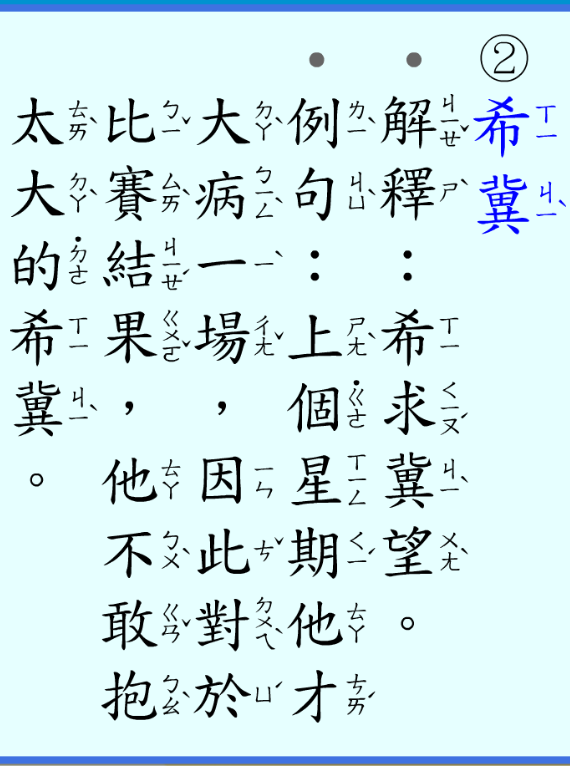 ②希冀
解釋：希求冀望。
例句：上個星期他才
大病一場，因此對於
比賽結果，他不敢抱
太大的希冀。